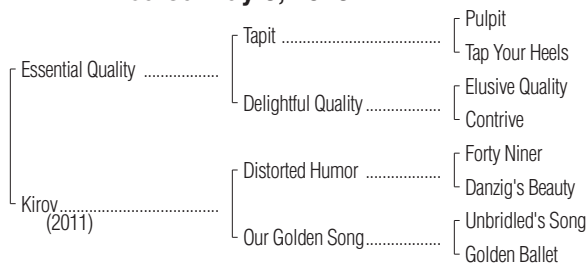 Pulpit
Tapit
Tap Your Heels
Essential Quality
Elusive Quality
Delightful Quality
Contrive
Forty Niner
Distorted Humor
Danzig's Beauty
Kirov
(2011)
Unbridled's Song
Our Golden Song
Golden Ballet